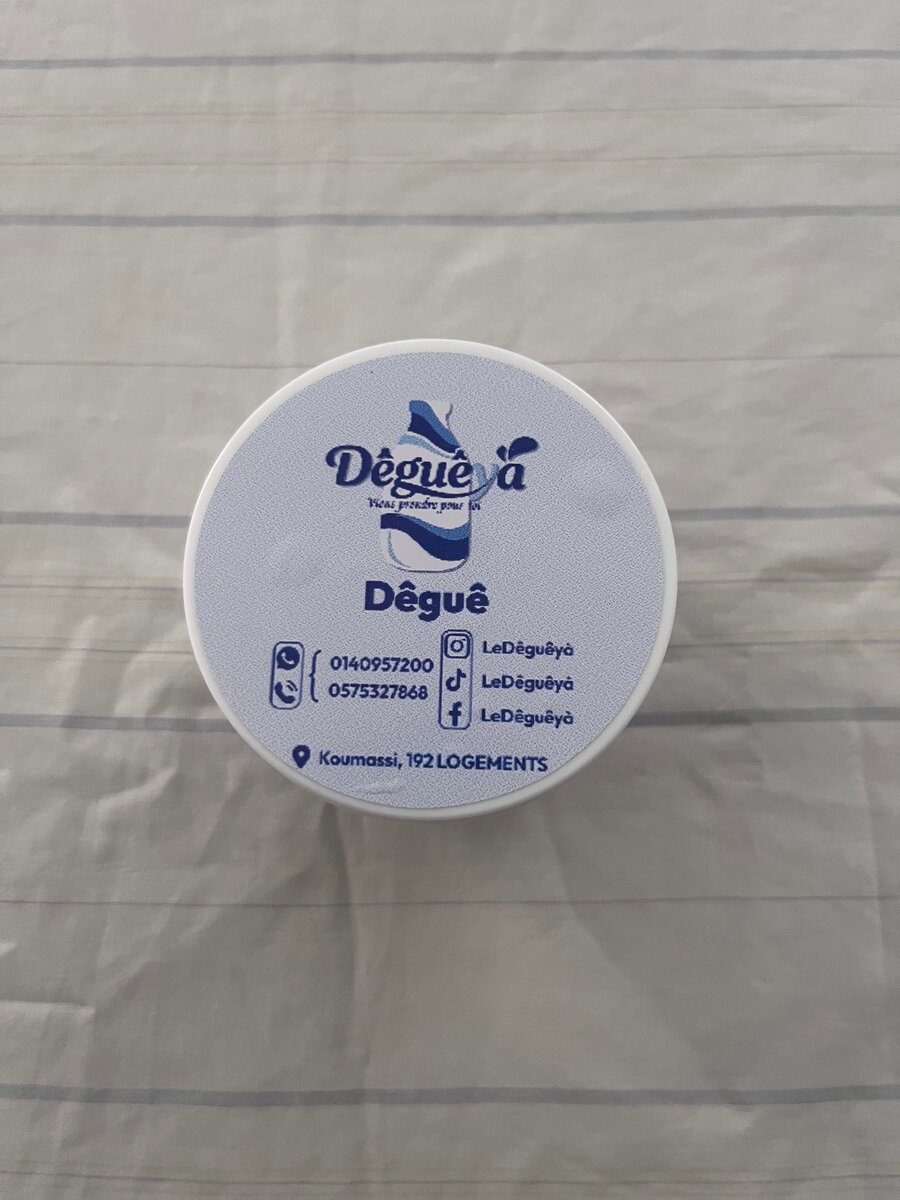 Dêguêyà
Viens prendre pour toi
Dêguê
0140957200
0575327868
LeDêguêyà
LeDêguêyà
LeDêguêyà
Koumassi, 192 LOGEMENTS